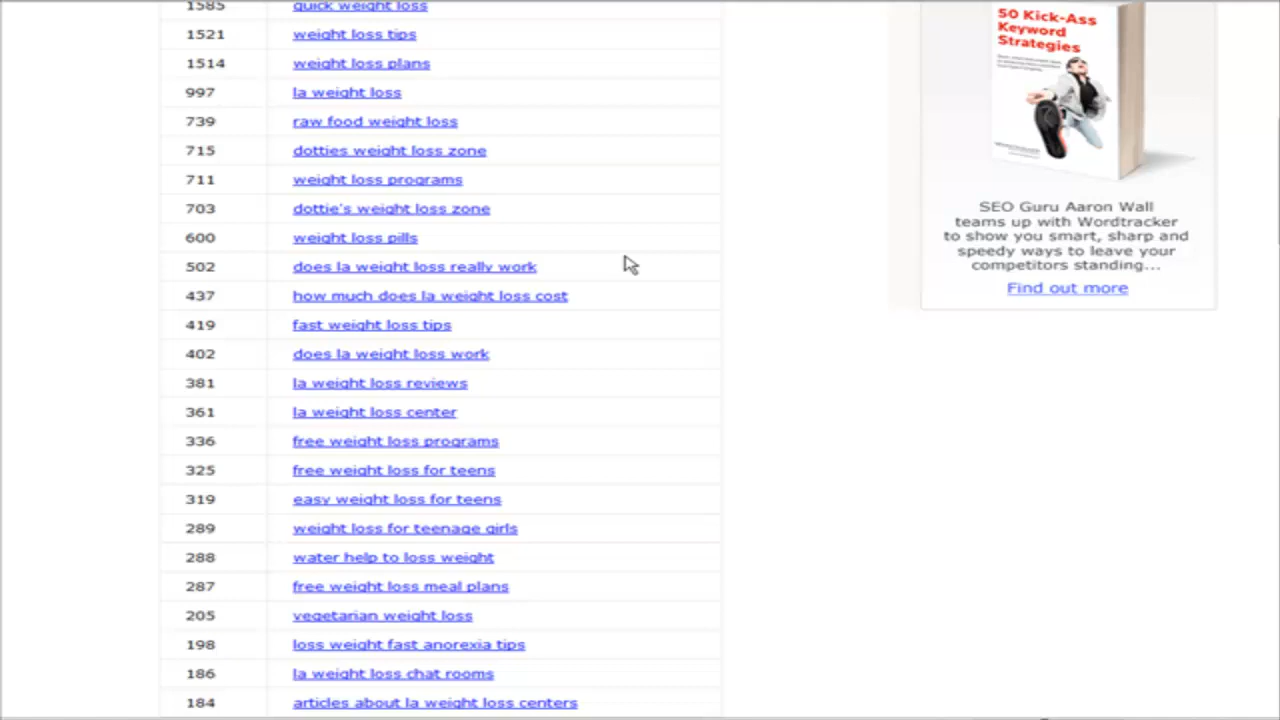 1585 quick weight loss
1521 weight loss tips
1514 weight loss plans
997 la weight loss
739 raw food weight loss
715 dotties weight loss zone
711 weight loss programs
703 dottie's weight loss zone
600 weight loss pills
502 does la weight loss really work
437 how much does la weight loss cost
419 fast weight loss tips
402 does la weight loss work
381 la weight loss reviews
361 la weight loss center
336 free weight loss programs
325 free weight loss for teens
319 easy weight loss for teens
289 weight loss for teenage girls
288 water help to loss weight
287 free weight loss meal plans
205 vegetarian weight loss
198 loss weight fast anorexia tips
186 la weight loss chat rooms
184 articles about la weight loss centers
50 Kick-Ass
Keyword
Strategies
SEO Guru Aaron Wall
teams up with Wordtracker
to show you smart, sharp and
speedy ways to leave your
competitors standing...
Find out more